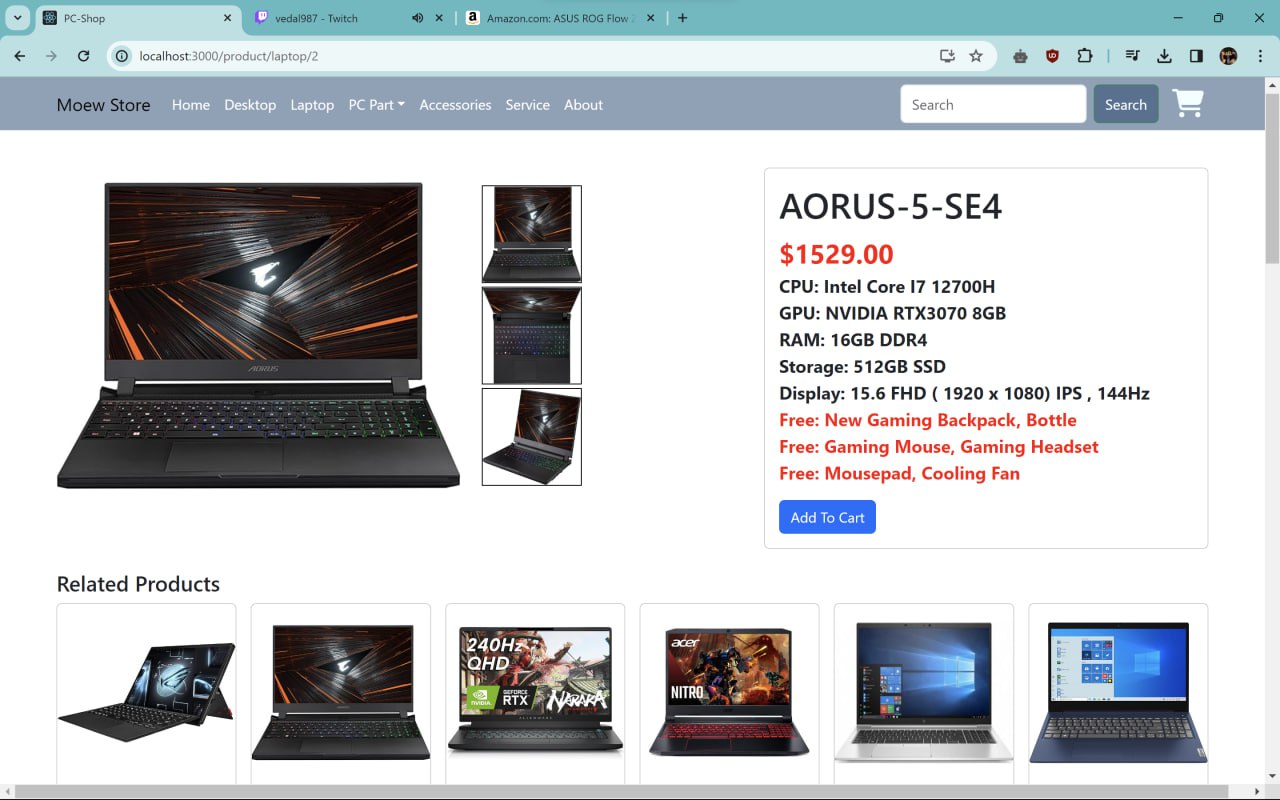 PC-Shop
vedal987 - Twitch
Amazon.com: ASUS ROG Flow
localhost:3000/product/laptop/2
Moew Store
Home
Desktop
Laptop
PC Part
Accessories
Service
About
Search
Search
AORUS
AORUS-5-SE4
$1529.00
CPU: Intel Core I7 12700H
GPU: NVIDIA RTX3070 8GB
RAM: 16GB DDR4
Storage: 512GB SSD
Display: 15.6 FHD ( 1920 x 1080) IPS , 144Hz
Free: New Gaming Backpack, Bottle
Free: Gaming Mouse, Gaming Headset
Free: Mousepad, Cooling Fan
Add To Cart
Related Products
240Hz
QHD
NVIDIA
GEFORCE
RTX
NARAKA
ALIENWARE
acer
NITRO